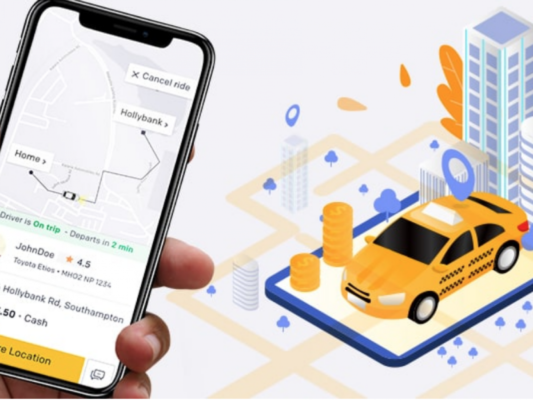 × Cancel ride
Hollybank >
Home >
Driver is On trip • Departs in 2 min
JohnDoe ★ 4.5
Toyota Etios • MH02 NP 1234
Hollybank Rd, Southampton
.50 • Cash
Location